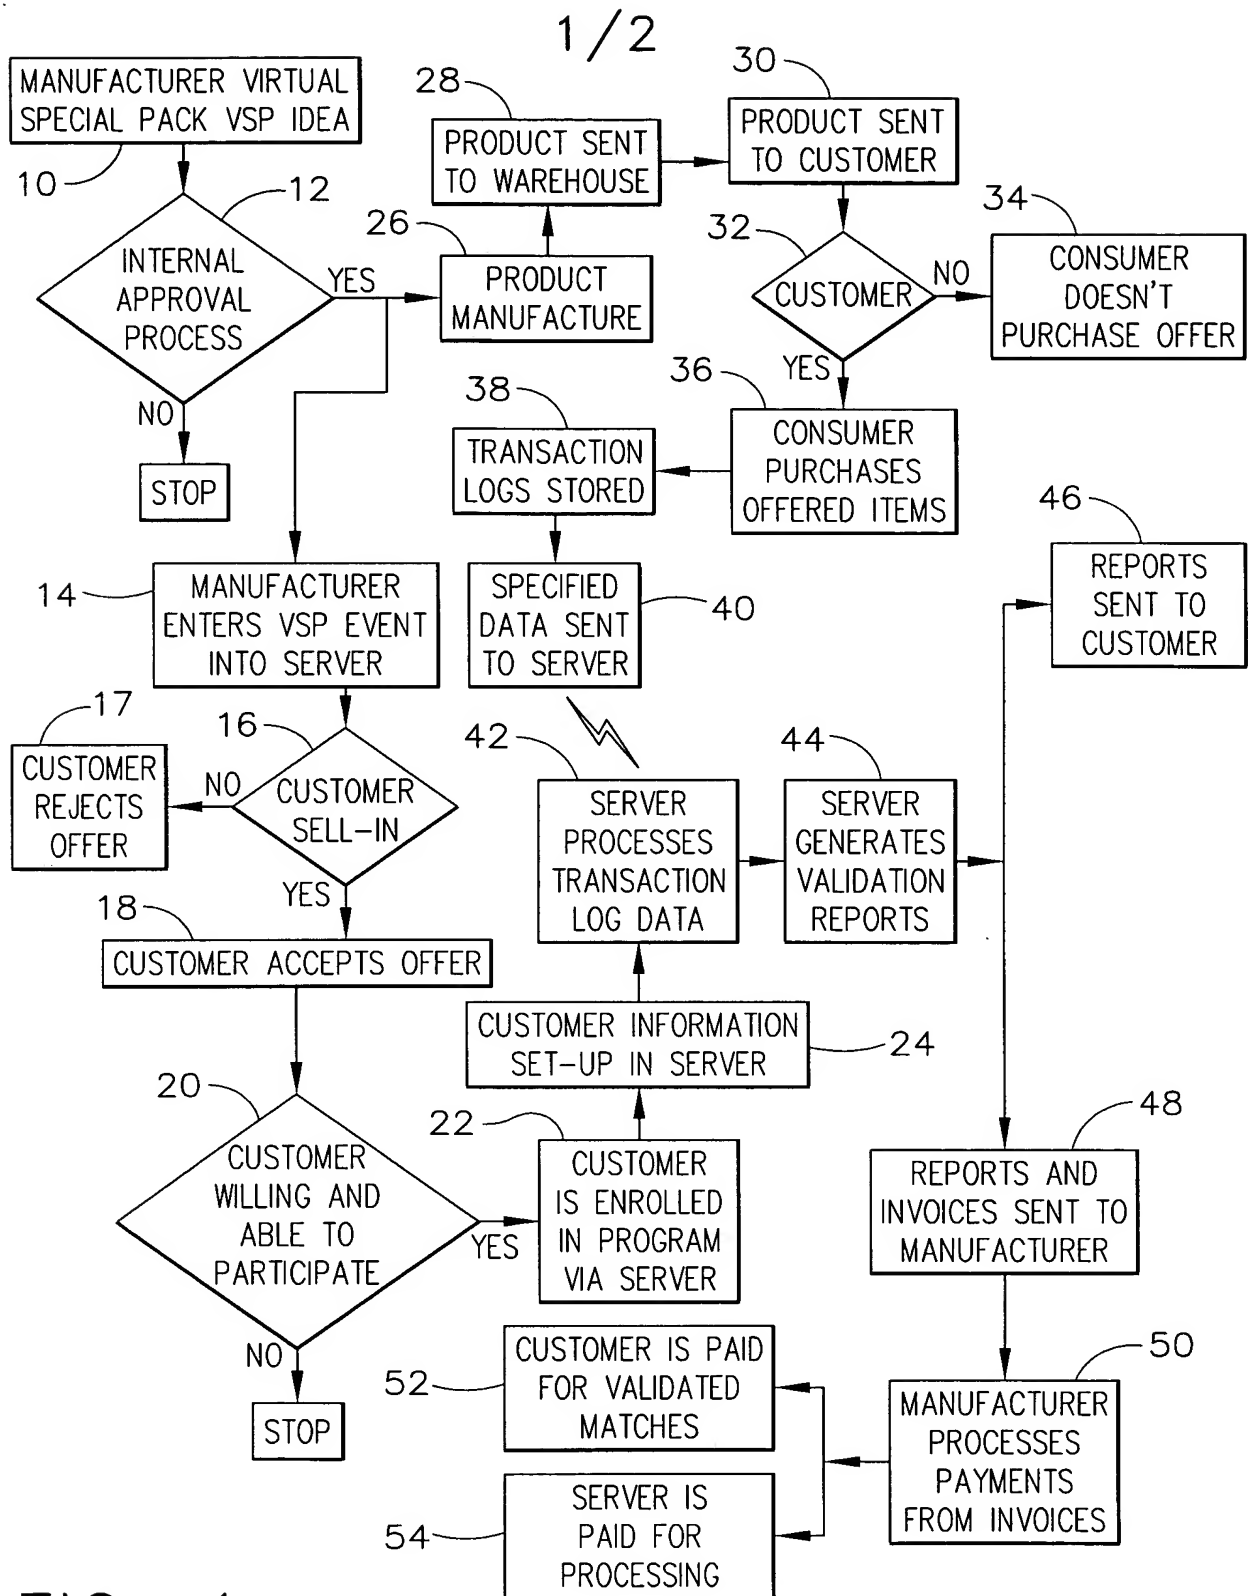 1/2
MANUFACTURER VIRTUAL
SPECIAL PACK VSP IDEA
10
12
INTERNAL
APPROVAL
PROCESS
YES
NO
STOP
26
PRODUCT
MANUFACTURE
28
PRODUCT SENT
TO WAREHOUSE
30
PRODUCT SENT
TO CUSTOMER
32
CUSTOMER
NO
34
CONSUMER
DOESN'T
PURCHASE OFFER
YES
36
CONSUMER
PURCHASES
OFFERED ITEMS
38
TRANSACTION
LOGS STORED
40
SPECIFIED
DATA SENT
TO SERVER
14
MANUFACTURER
ENTERS VSP EVENT
INTO SERVER
16
CUSTOMER
SELL-IN
NO
17
CUSTOMER
REJECTS
OFFER
YES
18
CUSTOMER ACCEPTS OFFER
20
CUSTOMER
WILLING AND
ABLE TO
PARTICIPATE
YES
NO
STOP
22
CUSTOMER
IS ENROLLED
IN PROGRAM
VIA SERVER
24
CUSTOMER INFORMATION
SET-UP IN SERVER
42
SERVER
PROCESSES
TRANSACTION
LOG DATA
44
SERVER
GENERATES
VALIDATION
REPORTS
46
REPORTS
SENT TO
CUSTOMER
48
REPORTS AND
INVOICES SENT TO
MANUFACTURER
50
MANUFACTURER
PROCESSES
PAYMENTS
FROM INVOICES
52
CUSTOMER IS PAID
FOR VALIDATED
MATCHES
54
SERVER IS
PAID FOR
PROCESSING